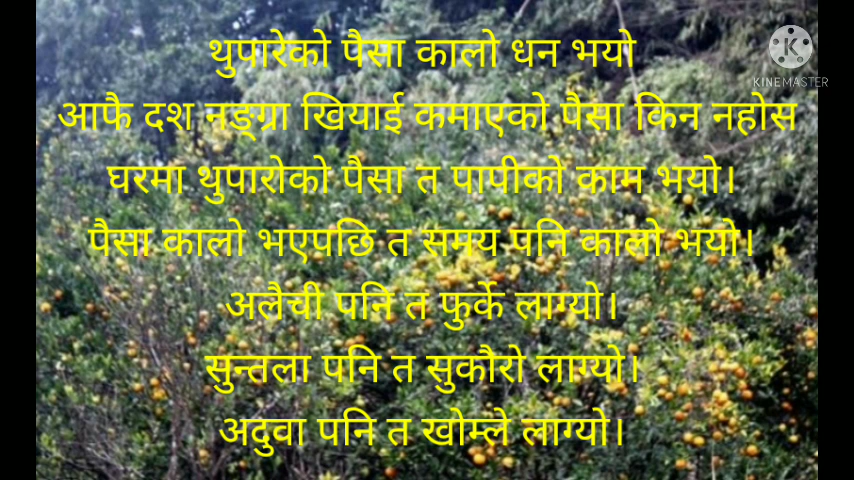 थुपारेको पैसा कालो धन भयो
आफै दश नङ्ग्रा खियाई कमाएको पैसा किन नहोस
घरमा थुपारोको पैसा त पापीको काम भयो।
पैसा कालो भएपछि त समय पनि कालो भयो।
अलैची पनि त फुर्के लाग्यो।
सुन्तला पनि त सुकौरो लाग्यो।
अदुवा पनि त खोम्ले लाग्यो।
K
KINEMASTER